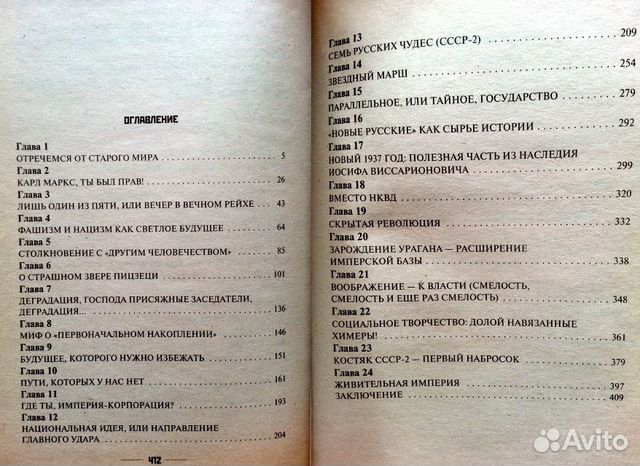 ОГЛАВЛЕНИЕ
Глава 1
ОТРЕЧЕМСЯ ОТ СТАРОГО МИРА 5
Глава 2
КАРЛ МАРКС, ТЫ БЫЛ ПРАВ! 26
Глава 3
ЛИШЬ ОДИН ИЗ ПЯТИ, ИЛИ ВЕЧЕР В ВЕЧНОМ РЕЙХЕ 43
Глава 4
ФАШИЗМ И НАЦИЗМ КАК СВЕТЛОЕ БУДУЩЕЕ 64
Глава 5
СТОЛКНОВЕНИЕ С «ДРУГИМ ЧЕЛОВЕЧЕСТВОМ» 85
Глава 6
О СТРАШНОМ ЗВЕРЕ ПИЦЗЕЦИ 101
Глава 7
ДЕГРАДАЦИЯ, ГОСПОДА ПРИСЯЖНЫЕ ЗАСЕДАТЕЛИ,
ДЕГРАДАЦИЯ... 136
Глава 8
МИФ О «ПЕРВОНАЧАЛЬНОМ НАКОПЛЕНИИ» 146
Глава 9
БУДУЩЕЕ, КОТОРОГО НУЖНО ИЗБЕЖАТЬ 151
Глава 10
ПУТИ, КОТОРЫХ У НАС НЕТ 161
Глава 11
ГДЕ ТЫ, ИМПЕРИЯ-КОРПОРАЦИЯ? 193
Глава 12
НАЦИОНАЛЬНАЯ ИДЕЯ, ИЛИ НАПРАВЛЕНИЕ
ГЛАВНОГО УДАРА 204
412
Глава 13
СЕМЬ РУССКИХ ЧУДЕС (СССР-2) 209
Глава 14
ЗВЕЗДНЫЙ МАРШ 254
Глава 15
ПАРАЛЛЕЛЬНОЕ, ИЛИ ТАЙНОЕ, ГОСУДАРСТВО 279
Глава 16
«НОВЫЕ РУССКИЕ» КАК СЫРЬЕ ИСТОРИИ 292
Глава 17
НОВЫЙ 1937 ГОД: ПОЛЕЗНАЯ ЧАСТЬ ИЗ НАСЛЕДИЯ
ИОСИФА ВИССАРИОНОВИЧА 299
Глава 18
ВМЕСТО НКВД 320
Глава 19
СКРЫТАЯ РЕВОЛЮЦИЯ 332
Глава 20
ЗАРОЖДЕНИЕ УРАГАНА — РАСШИРЕНИЕ
ИМПЕРСКОЙ БАЗЫ 338
Глава 21
ВООБРАЖЕНИЕ — К ВЛАСТИ (СМЕЛОСТЬ,
СМЕЛОСТЬ И ЕЩЕ РАЗ СМЕЛОСТЬ) 348
Глава 22
СОЦИАЛЬНОЕ ТВОРЧЕСТВО: ДОЛОЙ НАВЯЗАННЫЕ
ХИМЕРЫ! 361
Глава 23
КОСТЯК СССР-2 — ПЕРВЫЙ НАБРОСОК 379
Глава 24
ЖИВИТЕЛЬНАЯ ИМПЕРИЯ 397
ЗАКЛЮЧЕНИЕ 409
Avito